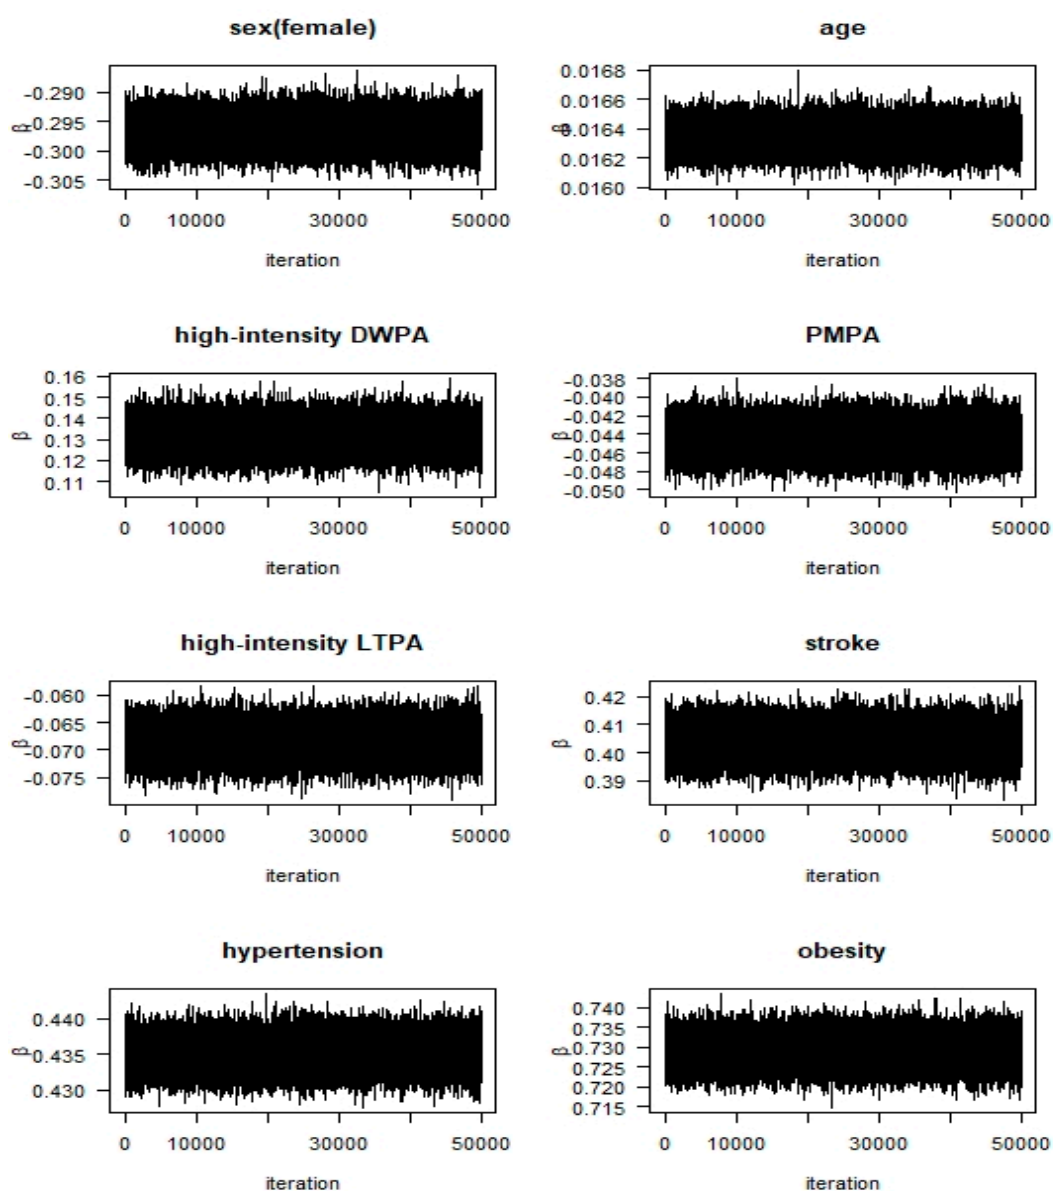 sex(female)
β
-0.290
-0.295
-0.300
-0.305
0 10000 30000 50000
iteration
age
β
0.0168
0.0166
0.0164
0.0162
0.0160
0 10000 30000 50000
iteration
high-intensity DWPA
β
0.16
0.15
0.14
0.13
0.12
0.11
0 10000 30000 50000
iteration
PMPA
β
-0.038
-0.040
-0.042
-0.044
-0.046
-0.048
-0.050
0 10000 30000 50000
iteration
high-intensity LTPA
β
-0.060
-0.065
-0.070
-0.075
0 10000 30000 50000
iteration
stroke
β
0.42
0.41
0.40
0.39
0 10000 30000 50000
iteration
hypertension
β
0.440
0.435
0.430
0 10000 30000 50000
iteration
obesity
β
0.740
0.735
0.730
0.725
0.720
0.715
0 10000 30000 50000
iteration